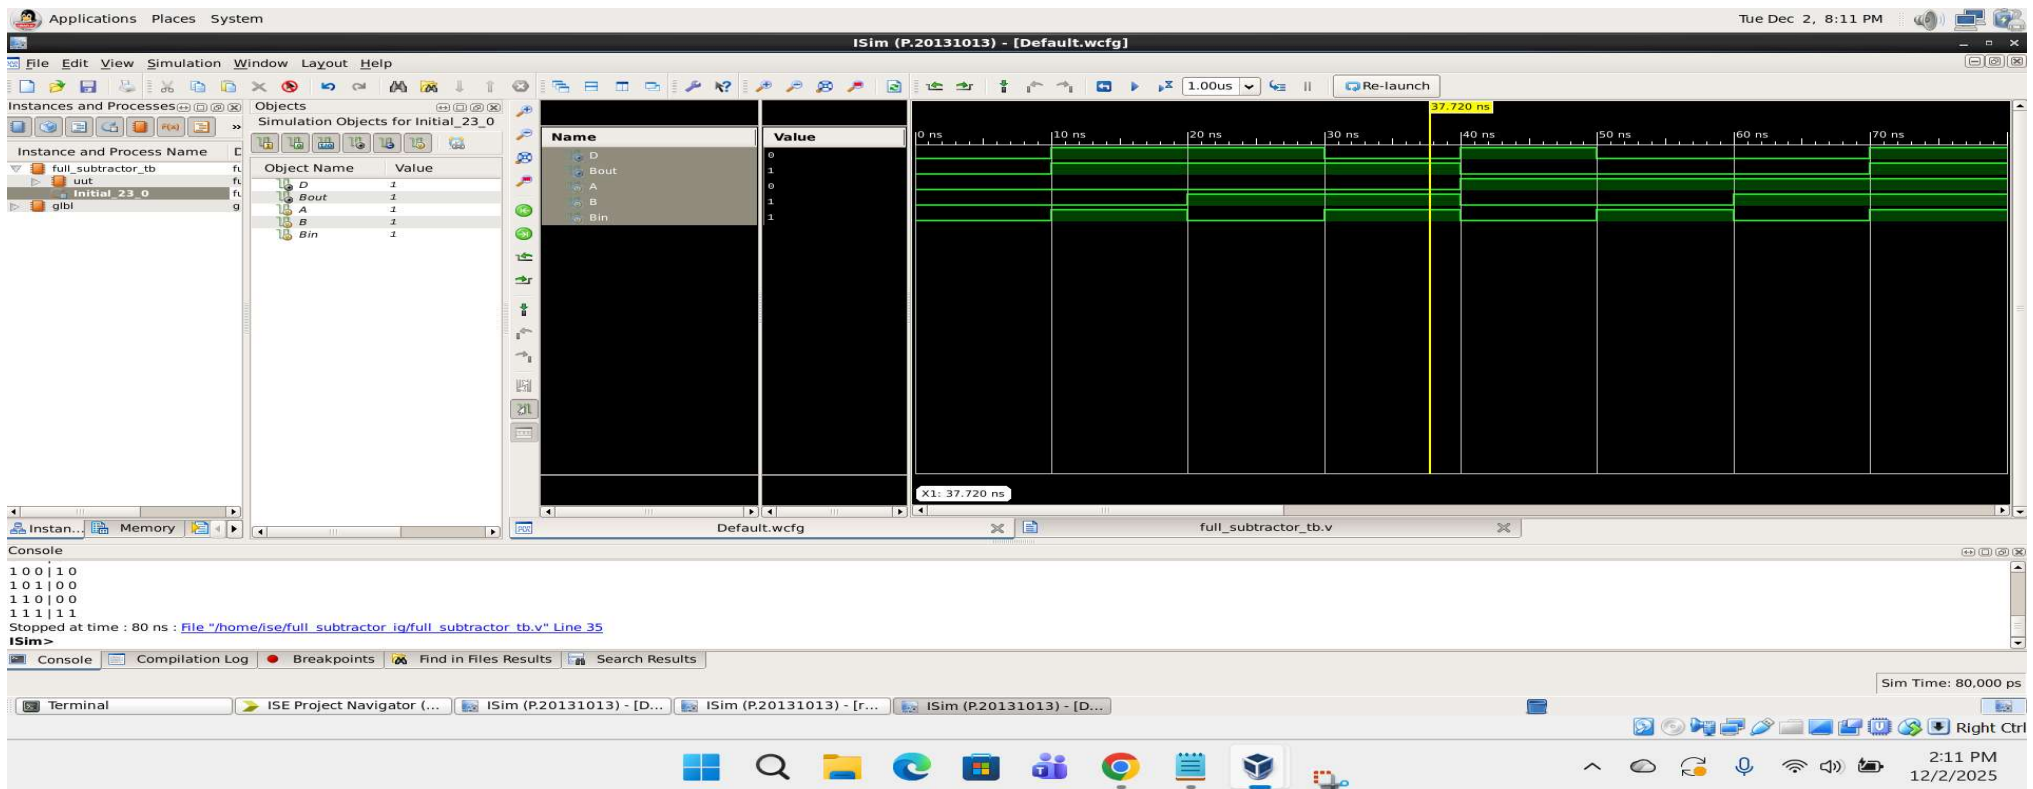 Applications Places System
Tue Dec 2, 8:11 PM
ISim (P.20131013) - [Default.wcfg]
File Edit View Simulation Window Layout Help
1.00us
Re-launch
Instances and Processes
Objects
Simulation Objects for Initial_23_0
Instance and Process Name
full_subtractor_tb
uut
Initial_23_0
glbl
Object Name Value
D 1
Bout 1
A 1
B 1
Bin 1
Name Value
D 0
Bout 1
A 0
B 1
Bin 1
37.720 ns
0 ns 10 ns 20 ns 30 ns 40 ns 50 ns 60 ns 70 ns
X1: 37.720 ns
Instan... Memory
Default.wcfg
full_subtractor_tb.v
Console
1 0 0 | 1 0
1 0 1 | 0 0
1 1 0 | 0 0
1 1 1 | 1 1
Stopped at time : 80 ns : File "/home/ise/full_subtractor_ig/full_subtractor_tb.v" Line 35
ISim>
Console Compilation Log Breakpoints Find in Files Results Search Results
Sim Time: 80,000 ps
Terminal
ISE Project Navigator (...
ISim (P.20131013) - [D...
ISim (P.20131013) - [r...
ISim (P.20131013) - [D...
Right Ctrl
2:11 PM
12/2/2025